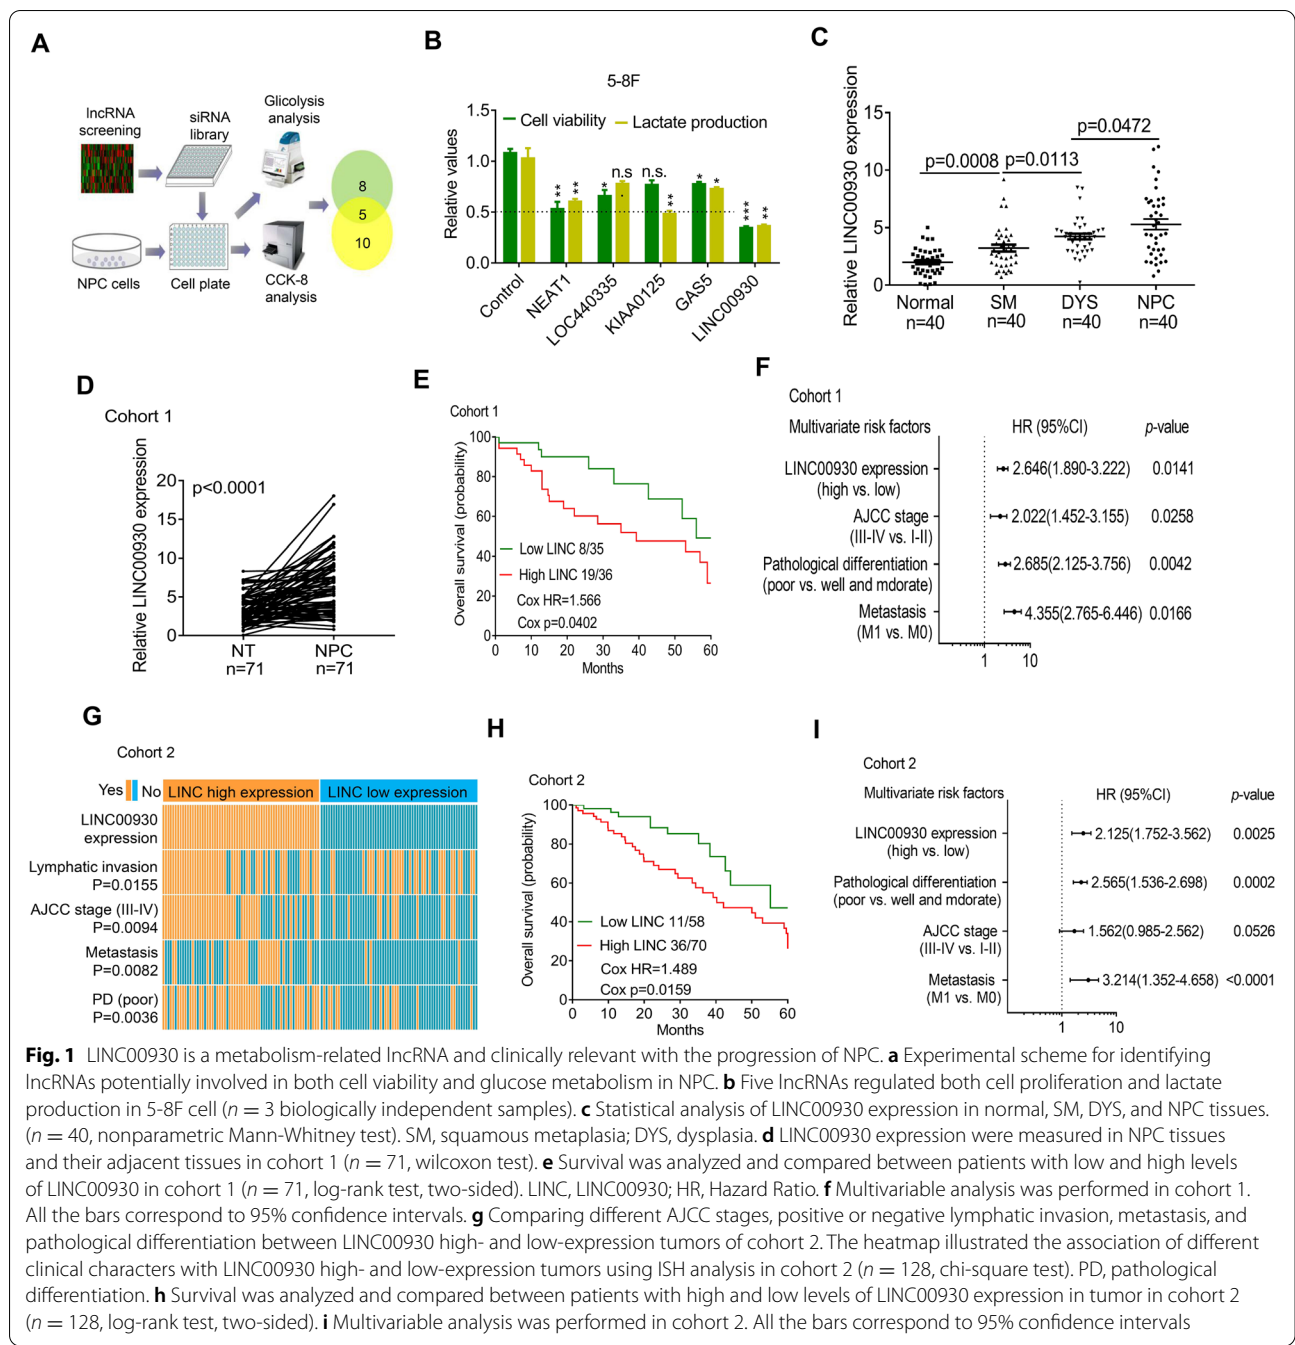 A
lncRNA
screening
siRNA
library
Glicolysis
analysis
8
5
10
NPC cells
Cell plate
CCK-8
analysis
B
5-8F
Cell viability
Lactate production
Relative values
1.5
1.0
0.5
0.0
**
**
*
n.s
n.s.
**
*
*
***
**
Control
NEAT1
LOC440335
KIAA0125
GAS5
LINC00930
C
Relative LINC00930 expression
15
10
5
0
p=0.0008
p=0.0113
p=0.0472
Normal
n=40
SM
n=40
DYS
n=40
NPC
n=40
D
Cohort 1
Relative LINC00930 expression
20
15
10
5
0
p<0.0001
NT
n=71
NPC
n=71
E
Cohort 1
Overall survival (probability)
100
80
60
40
20
0
Low LINC 8/35
High LINC 19/36
Cox HR=1.566
Cox p=0.0402
0 10 20 30 40 50 60
Months
F
Cohort 1
Multivariate risk factors HR (95%CI) p-value
LINC00930 expression
(high vs. low)
2.646(1.890-3.222) 0.0141
AJCC stage
(III-IV vs. I-II)
2.022(1.452-3.155) 0.0258
Pathological differentiation
(poor vs. well and mdorate)
2.685(2.125-3.756) 0.0042
Metastasis
(M1 vs. M0)
4.355(2.765-6.446) 0.0166
1 10
G
Cohort 2
Yes No
LINC high expression LINC low expression
LINC00930
expression
Lymphatic invasion
P=0.0155
AJCC stage (III-IV)
P=0.0094
Metastasis
P=0.0082
PD (poor)
P=0.0036
H
Cohort 2
Overall survival (probability)
100
80
60
40
20
0
Low LINC 11/58
High LINC 36/70
Cox HR=1.489
Cox p=0.0159
0 10 20 30 40 50 60
Months
I
Cohort 2
Multivariate risk factors HR (95%CI) p-value
LINC00930 expression
(high vs. low)
2.125(1.752-3.562) 0.0025
Pathological differentiation
(poor vs. well and mdorate)
2.565(1.536-2.698) 0.0002
AJCC stage
(III-IV vs. I-II)
1.562(0.985-2.562) 0.0526
Metastasis
(M1 vs. M0)
3.214(1.352-4.658) <0.0001
1 10
Fig. 1 LINC00930 is a metabolism-related lncRNA and clinically relevant with the progression of NPC. a Experimental scheme for identifying
lncRNAs potentially involved in both cell viability and glucose metabolism in NPC. b Five lncRNAs regulated both cell proliferation and lactate
production in 5-8F cell (n = 3 biologically independent samples). c Statistical analysis of LINC00930 expression in normal, SM, DYS, and NPC tissues.
(n = 40, nonparametric Mann-Whitney test). SM, squamous metaplasia; DYS, dysplasia. d LINC00930 expression were measured in NPC tissues
and their adjacent tissues in cohort 1 (n = 71, wilcoxon test). e Survival was analyzed and compared between patients with low and high levels
of LINC00930 in cohort 1 (n = 71, log-rank test, two-sided). LINC, LINC00930; HR, Hazard Ratio. f Multivariable analysis was performed in cohort 1.
All the bars correspond to 95% confidence intervals. g Comparing different AJCC stages, positive or negative lymphatic invasion, metastasis, and
pathological differentiation between LINC00930 high- and low-expression tumors of cohort 2. The heatmap illustrated the association of different
clinical characters with LINC00930 high- and low-expression tumors using ISH analysis in cohort 2 (n = 128, chi-square test). PD, pathological
differentiation. h Survival was analyzed and compared between patients with high and low levels of LINC00930 expression in tumor in cohort 2
(n = 128, log-rank test, two-sided). i Multivariable analysis was performed in cohort 2. All the bars correspond to 95% confidence intervals